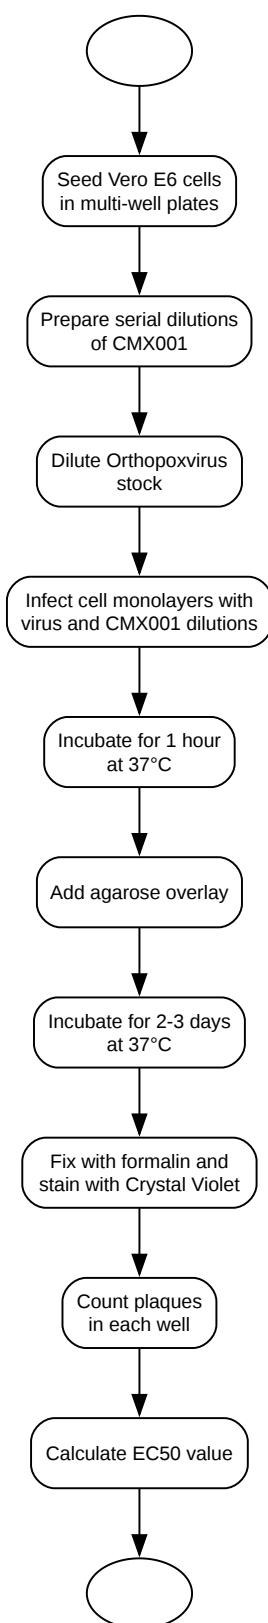 Seed Vero E6 cells
in multi-well plates
Prepare serial dilutions
of CMX001
Dilute Orthopoxvirus
stock
Infect cell monolayers with
virus and CMX001 dilutions
Incubate for 1 hour
at 37°C
Add agarose overlay
Incubate for 2-3 days
at 37°C
Fix with formalin and
stain with Crystal Violet
Count plaques
in each well
Calculate EC50 value